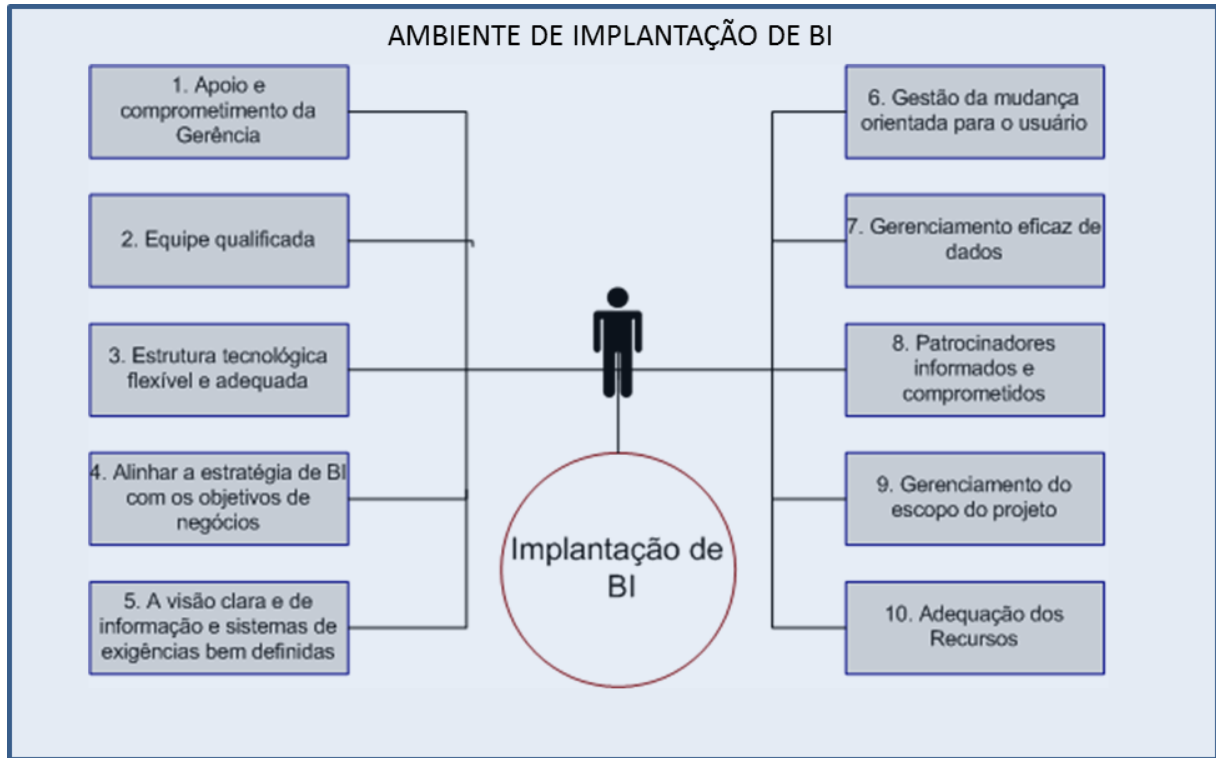 AMBIENTE DE IMPLANTAÇÃO DE BI
1. Apoio e
comprometimento da
Gerência
2. Equipe qualificada
3. Estrutura tecnológica
flexível e adequada
4. Alinhar a estratégia de BI
com os objetivos de
negócios
5. A visão clara e de
informação e sistemas de
exigências bem definidas
6. Gestão da mudança
orientada para o usuário
7. Gerenciamento eficaz de
dados
8. Patrocinadores
informados e
comprometidos
9. Gerenciamento do
escopo do projeto
10. Adequação dos
Recursos
Implantação de
BI